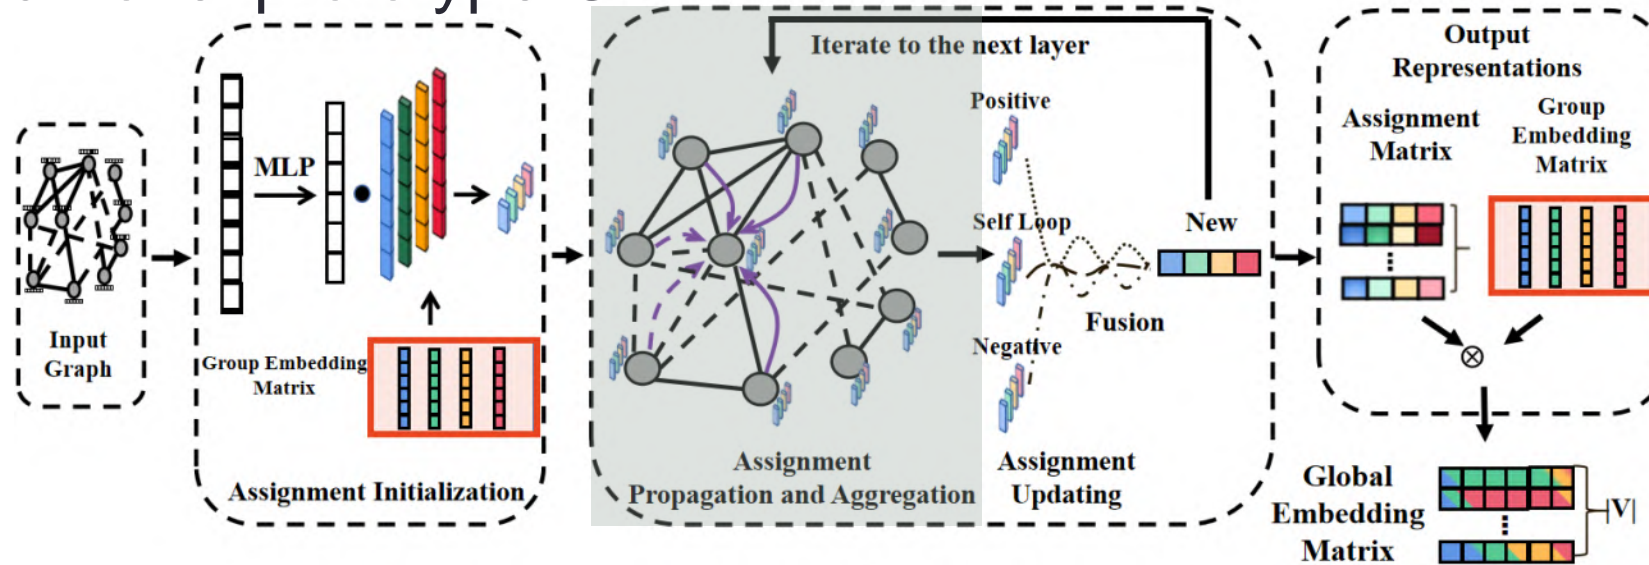 Input
Graph
MLP
Group Embedding
Matrix
Assignment Initialization
Iterate to the next layer
Positive
Self Loop
Negative
New
Fusion
Assignment
Propagation and Aggregation
Assignment
Updating
Output
Representations
Assignment
Matrix
Group
Embedding
Matrix
Global
Embedding
Matrix
|V|